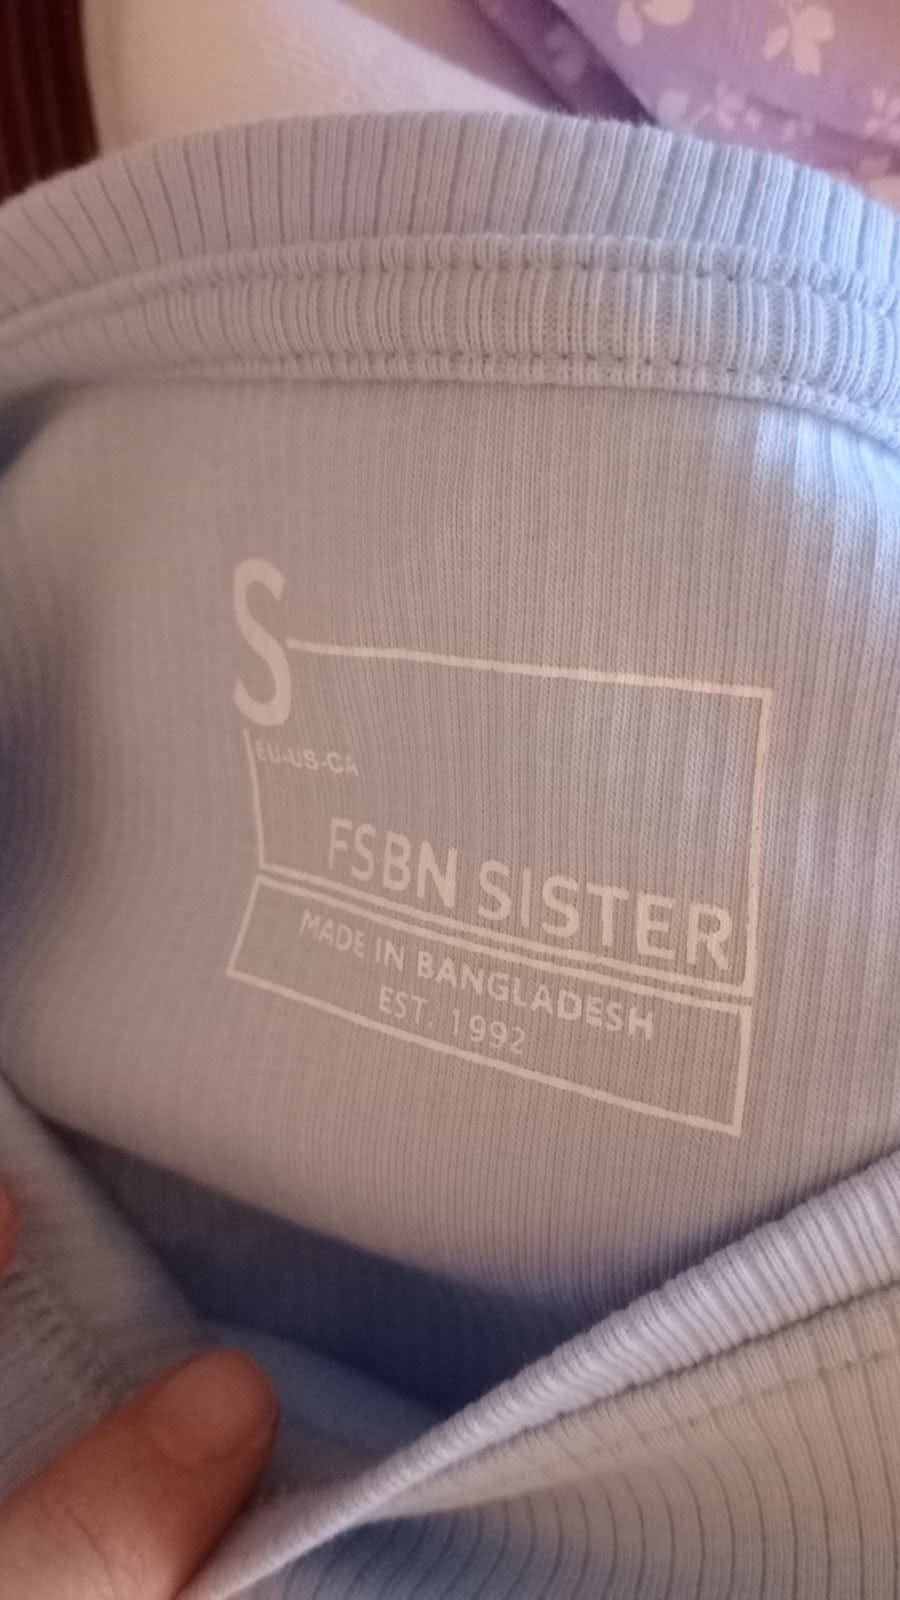 S
EU-US-CA
FSBN SISTER
MADE IN BANGLADESH
EST. 1992